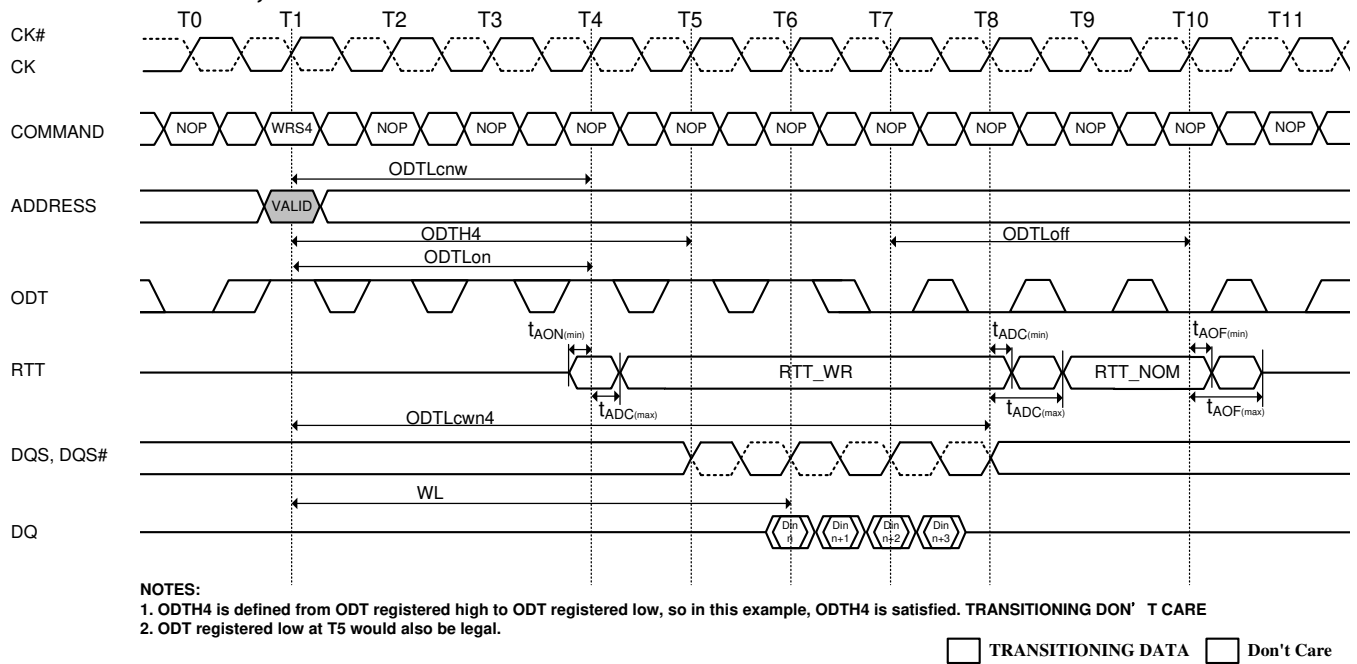 T0 T1 T2 T3 T4 T5 T6 T7 T8 T9 T10 T11
CK#
CK
COMMAND NOP WRS4 NOP NOP NOP NOP NOP NOP NOP NOP NOP NOP
ODTLcnw
ADDRESS VALID
ODTH4 ODTLoff
ODTLon
ODT
tAON(min) tADC(min) tAOF(min)
RTT RTT_WR RTT_NOM
tADC(max) tADC(max) tAOF(max)
ODTLcwn4
DQS, DQS#
WL
DQ Din n Din n+1 Din n+2 Din n+3
NOTES:
1. ODTH4 is defined from ODT registered high to ODT registered low, so in this example, ODTH4 is satisfied. TRANSITIONING DON' T CARE
2. ODT registered low at T5 would also be legal.
TRANSITIONING DATA Don't Care